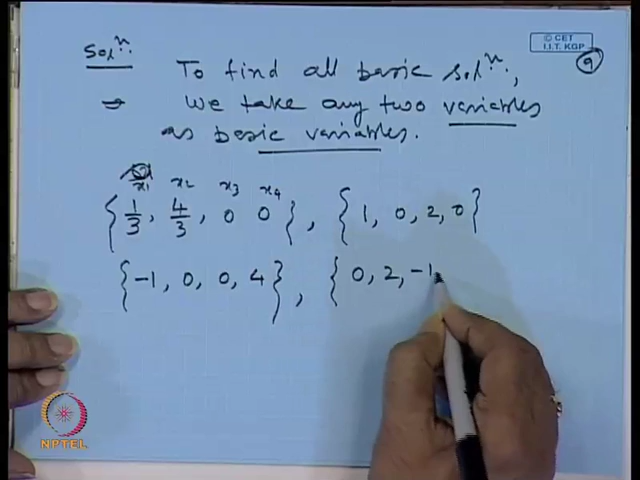 © CET
I.I.T. KGP
9
Solⁿ.
To find all basic solⁿ.,
⇒ We take any two variables
as basic variables.
x₁ x₂ x₃ x₄
{1/3, 4/3, 0 0}, {1, 0, 2, 0}
{-1, 0, 0, 4}, {0, 2, -1
NPTEL